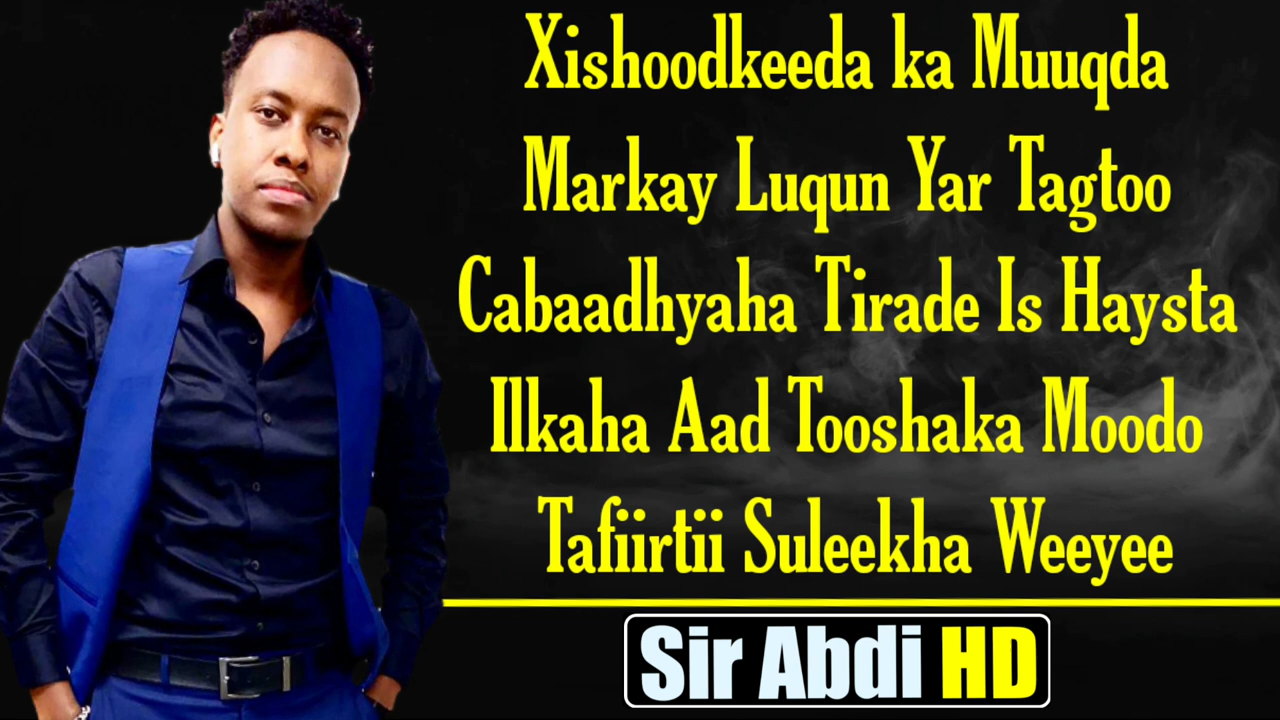 Xishoodkeeda ka Muuqda
Markay Luqun Yar Tagtoo
Cabaadhyaha Tirade Is Haysta
Ilkaha Aad Tooshaka Moodo
Tafiirtii Suleekha Weeyee
Sir Abdi HD